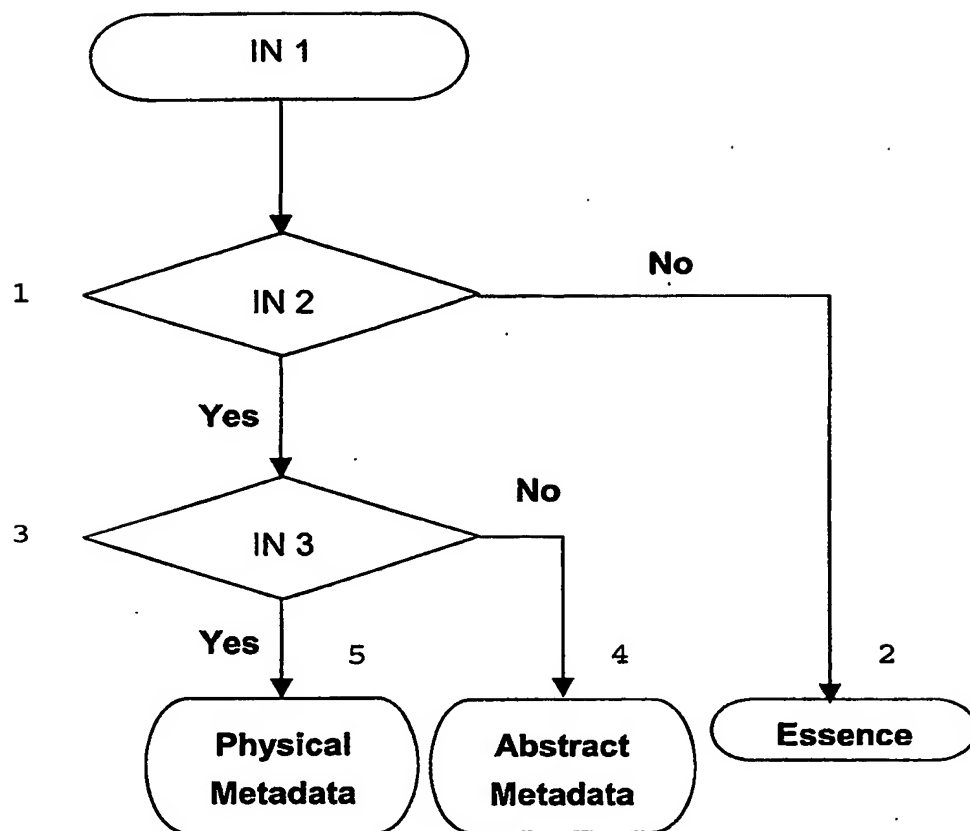 IN 1
No
1
IN 2
Yes
No
3
IN 3
Yes
5
4
2
Physical
Metadata
Abstract
Metadata
Essence